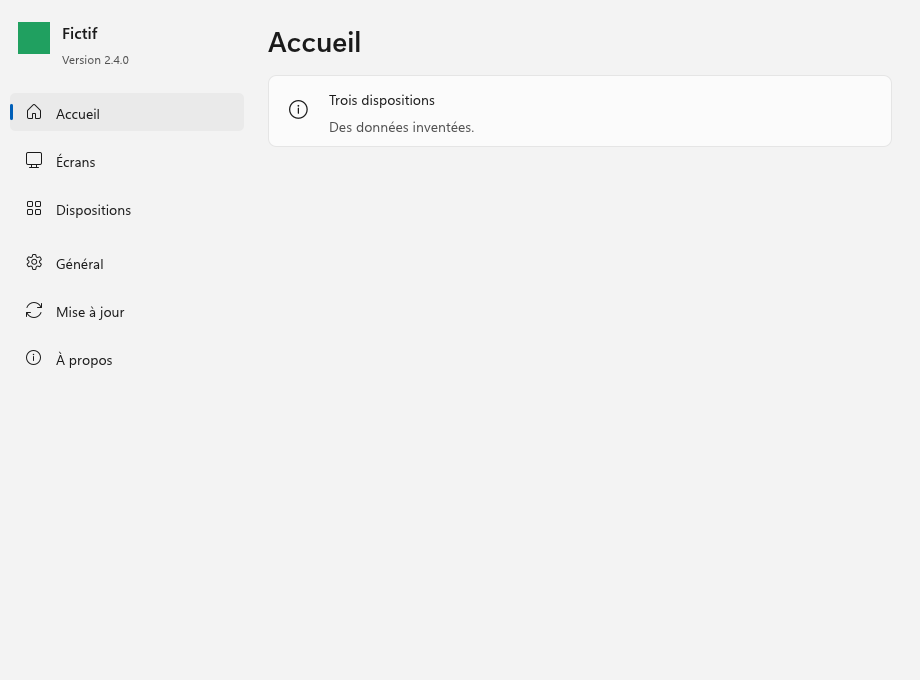 Fictif
Version 2.4.0
Accueil
Écrans
Dispositions
Général
Mise à jour
À propos
Accueil
Trois dispositions
Des données inventées.